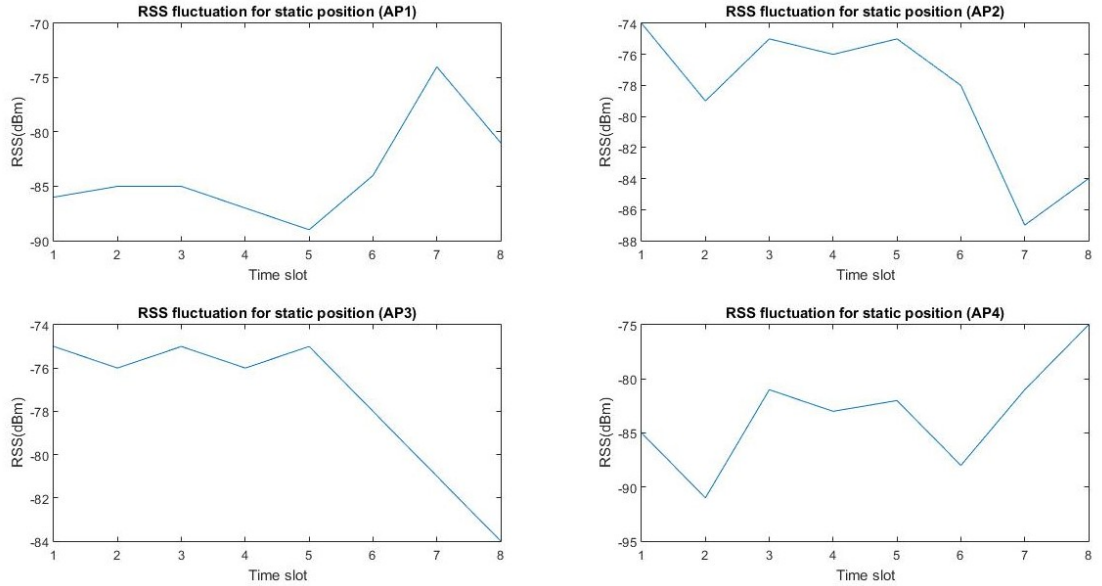 RSS fluctuation for static position (AP1)
-70
-75
-80
-85
-90
RSS(dBm)
1 2 3 4 5 6 7 8
Time slot
RSS fluctuation for static position (AP2)
-74
-76
-78
-80
-82
-84
-86
-88
RSS(dBm)
1 2 3 4 5 6 7 8
Time slot
RSS fluctuation for static position (AP3)
-74
-76
-78
-80
-82
-84
RSS(dBm)
1 2 3 4 5 6 7 8
Time slot
RSS fluctuation for static position (AP4)
-75
-80
-85
-90
-95
RSS(dBm)
1 2 3 4 5 6 7 8
Time slot